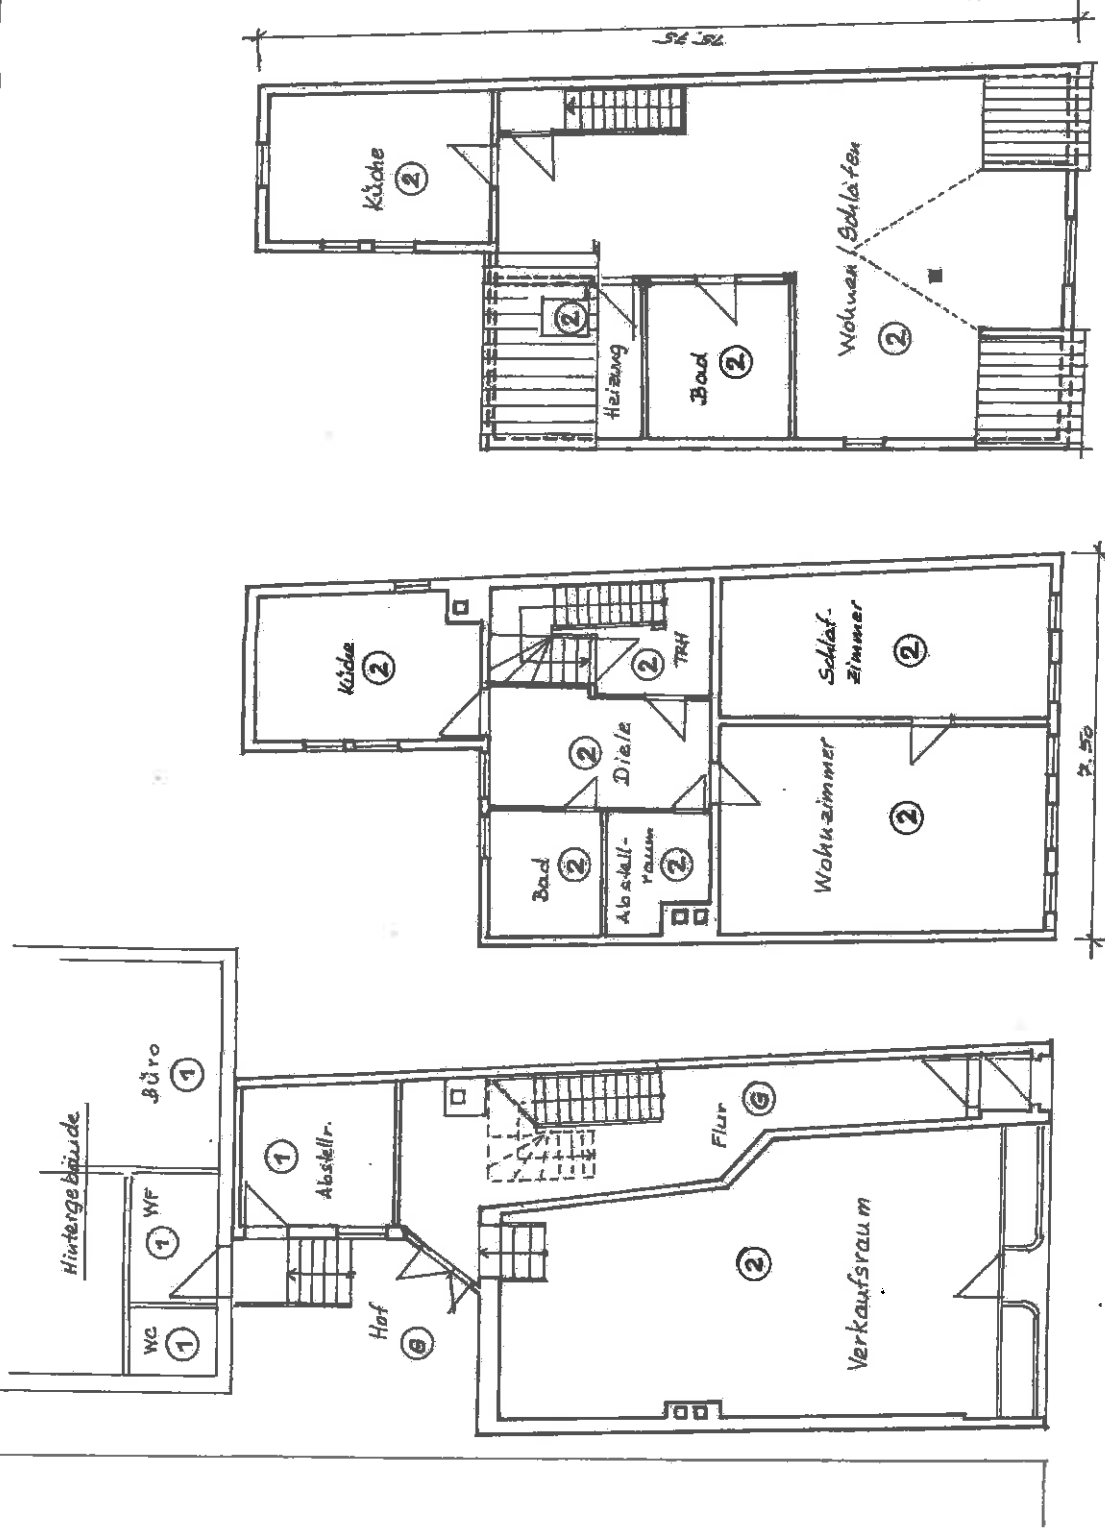 Hintergebäude
WC
1
WF
1
Büro
1
1
Abstellr.
Hof
G
Flur
G
2
Verkaufsraum
Küche
2
Bad
2
Abstell-
raum
2
2
Diele
2
TRH
Wohnzimmer
2
Schlaf-
zimmer
2
7.50
Küche
2
2
Heizung
Bad
2
Wohnen / Schlafen
2